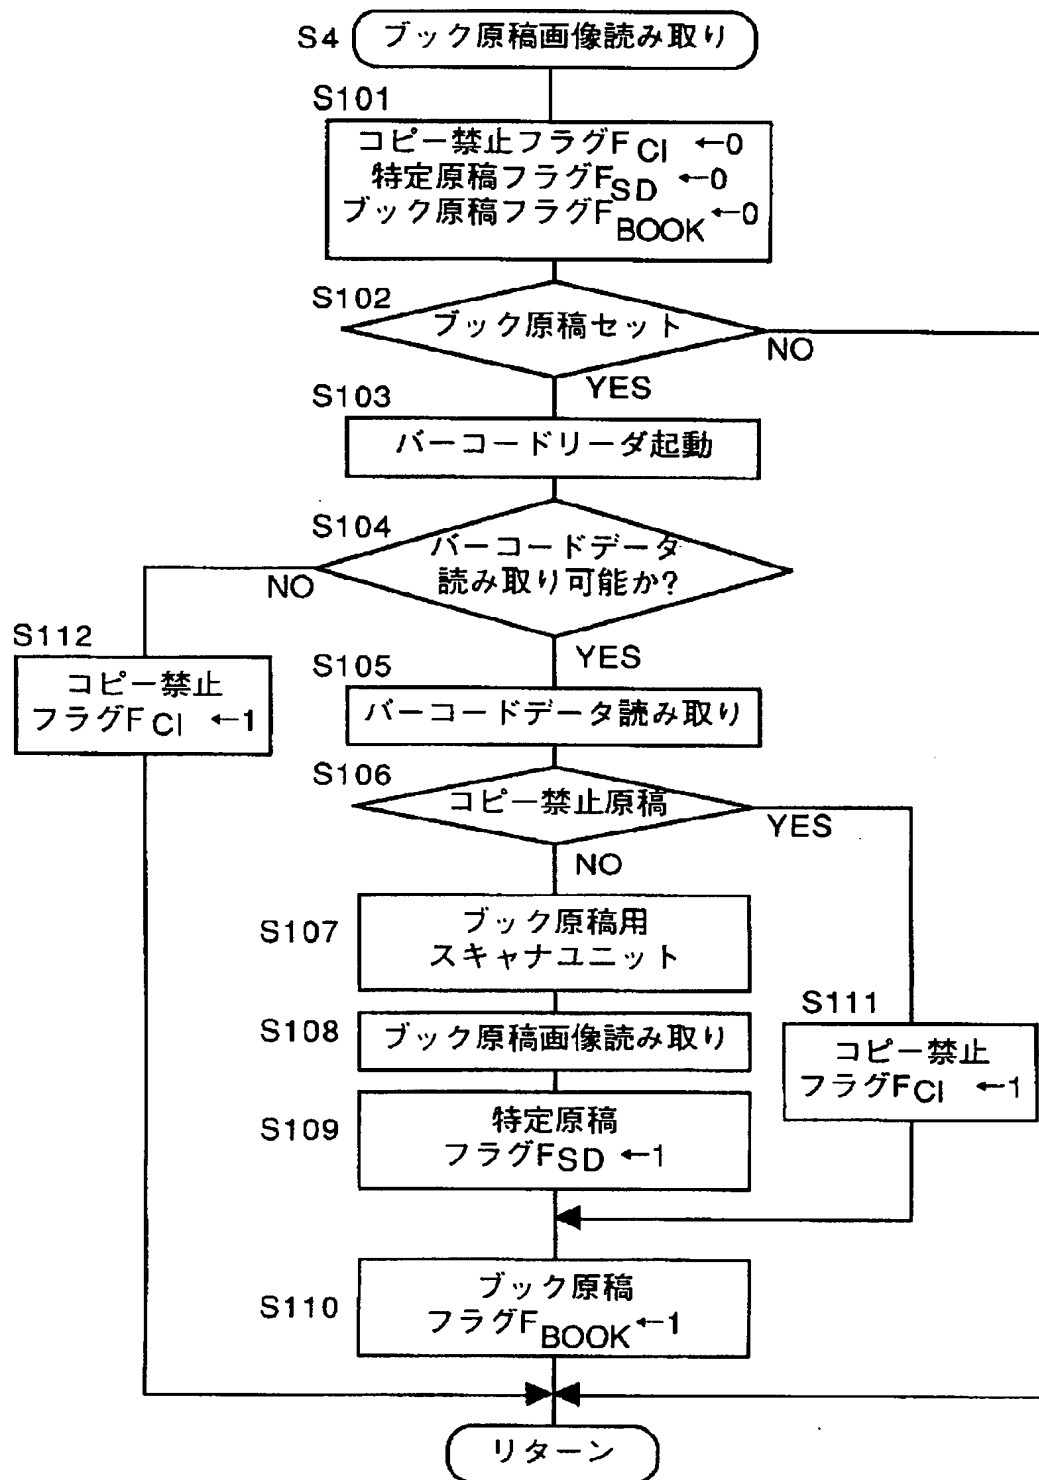 S4 ブック原稿画像読み取り
S101
コピー禁止フラグFCI ←0
特定原稿フラグFSD ←0
ブック原稿フラグFBOOK←0
S102
ブック原稿セット
NO
YES
S103
バーコードリーダ起動
S104
バーコードデータ
読み取り可能か?
NO
YES
S112
コピー禁止
フラグFCI ←1
S105
バーコードデータ読み取り
S106
コピー禁止原稿
YES
NO
S107
ブック原稿用
スキャナユニット
S108
ブック原稿画像読み取り
S111
コピー禁止
フラグFCI ←1
S109
特定原稿
フラグFSD ←1
S110
ブック原稿
フラグFBOOK←1
リターン